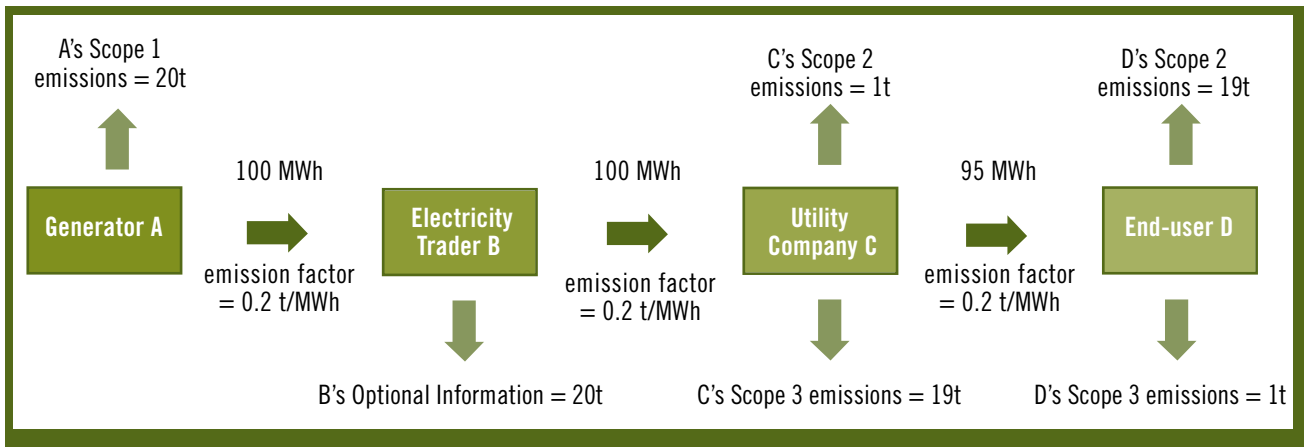 A's Scope 1
emissions = 20t
C's Scope 2
emissions = 1t
D's Scope 2
emissions = 19t
100 MWh
100 MWh
95 MWh
Generator A
Electricity
Trader B
Utility
Company C
End-user D
emission factor
= 0.2 t/MWh
emission factor
= 0.2 t/MWh
emission factor
= 0.2 t/MWh
B's Optional Information = 20t
C's Scope 3 emissions = 19t
D's Scope 3 emissions = 1t